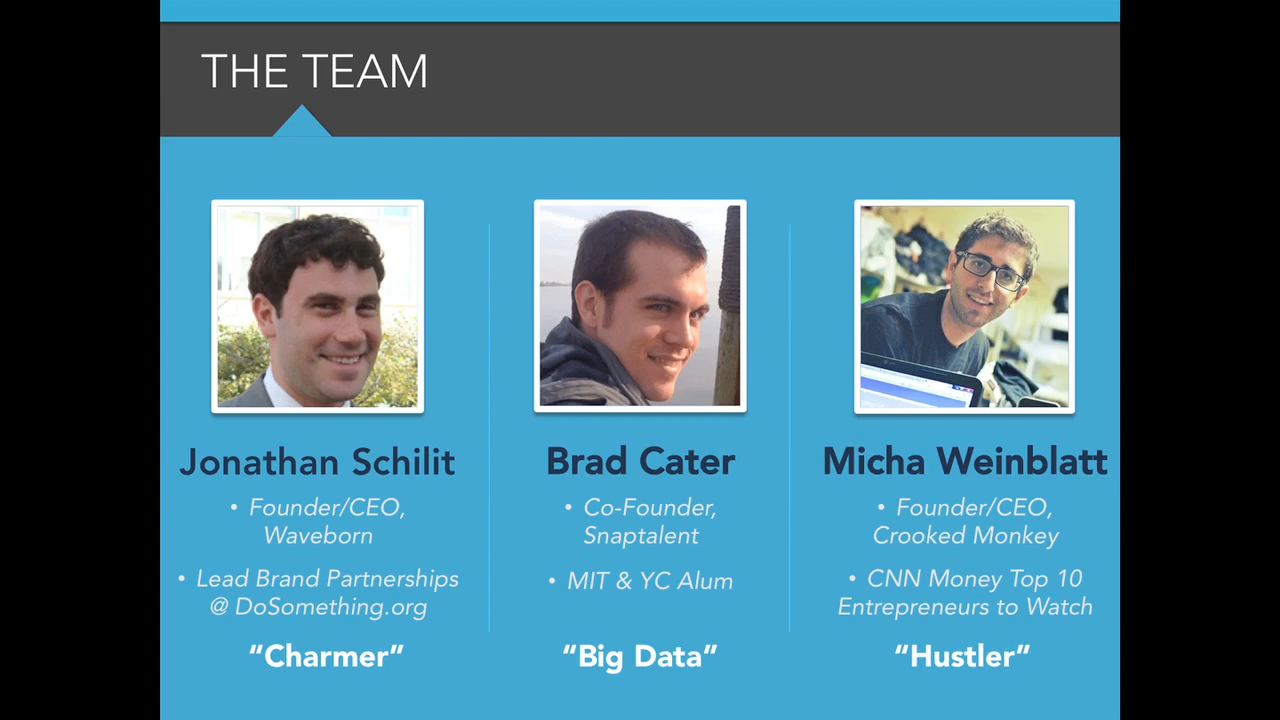 THE TEAM
Jonathan Schilit
• Founder/CEO,
Waveborn
• Lead Brand Partnerships
@ DoSomething.org
“Charmer”
Brad Cater
• Co-Founder,
Snaptalent
• MIT & YC Alum
“Big Data”
Micha Weinblatt
• Founder/CEO,
Crooked Monkey
• CNN Money Top 10
Entrepreneurs to Watch
“Hustler”